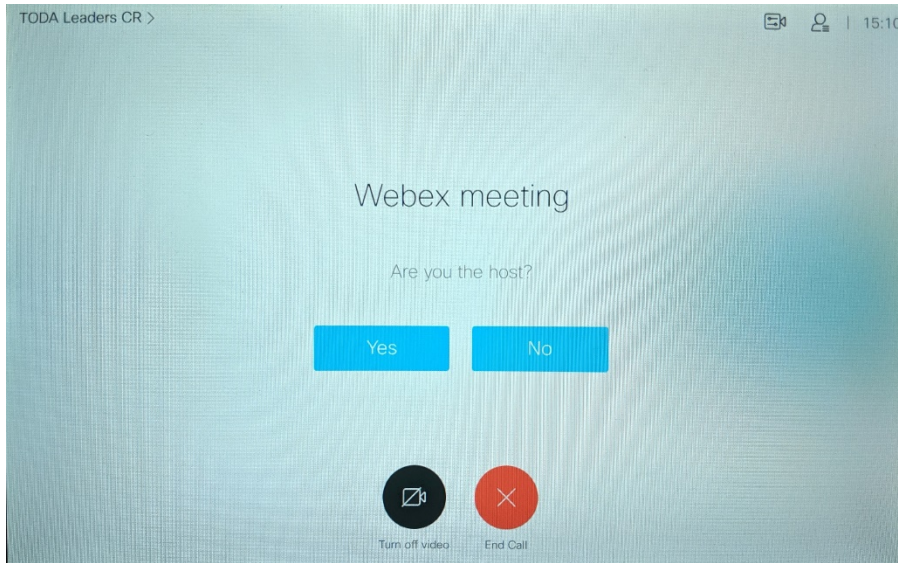 TODA Leaders CR >
15:10
Webex meeting
Are you the host?
Yes No
Turn off video End Call